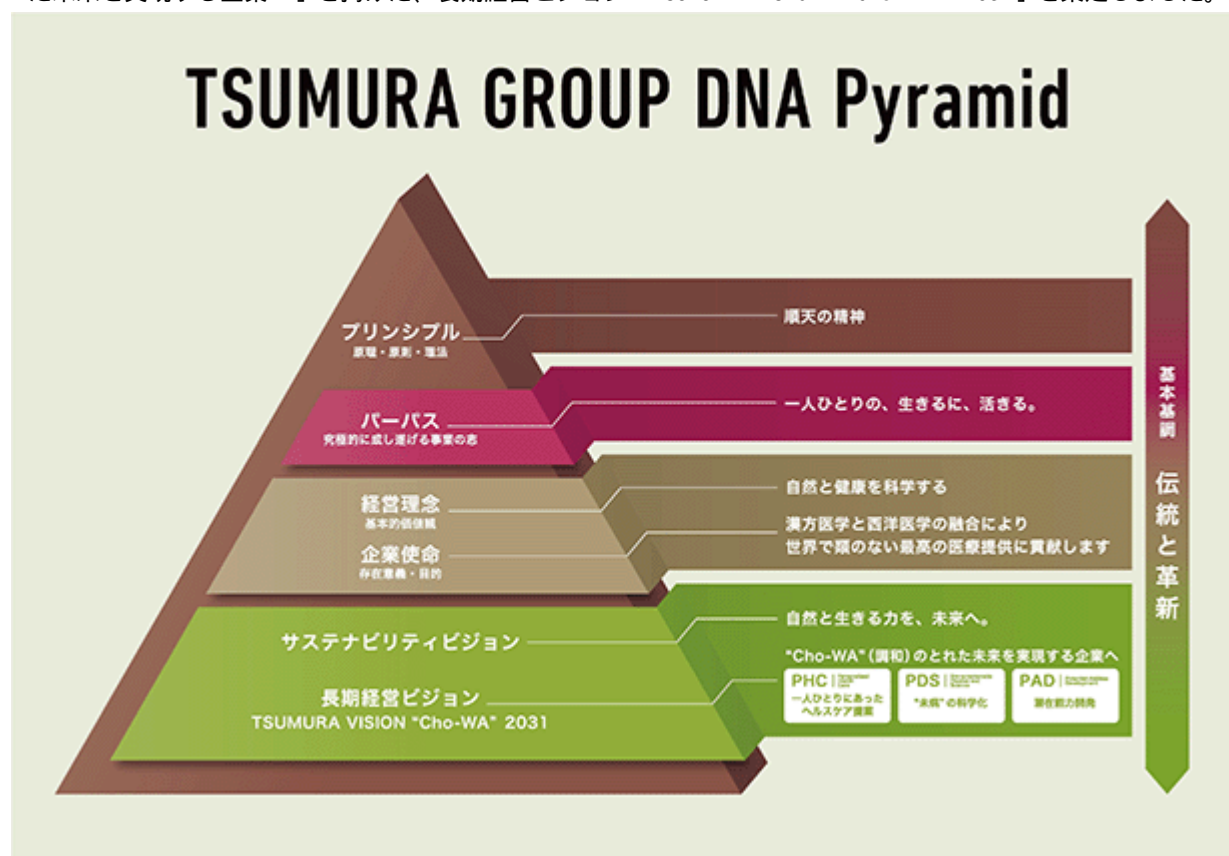 TSUMURA GROUP DNA Pyramid
プリンシプル
原理・原則・理法
順天の精神
パーパス
究極的に成し遂げる事業の志
一人ひとりの、生きるに、活きる。
経営理念
基本的価値観
自然と健康を科学する
企業使命
存在意義・目的
漢方医学と西洋医学の融合により
世界で類のない最高の医療提供に貢献します
サステナビリティビジョン
自然と生きる力を、未来へ。
長期経営ビジョン
TSUMURA VISION “Cho-WA” 2031
“Cho-WA”（調和）のとれた未来を実現する企業へ
PHC
一人ひとりにあった
ヘルスケア提案
PDS
“未病”の科学化
PAD
潜在能力開発
基本基調 伝統と革新